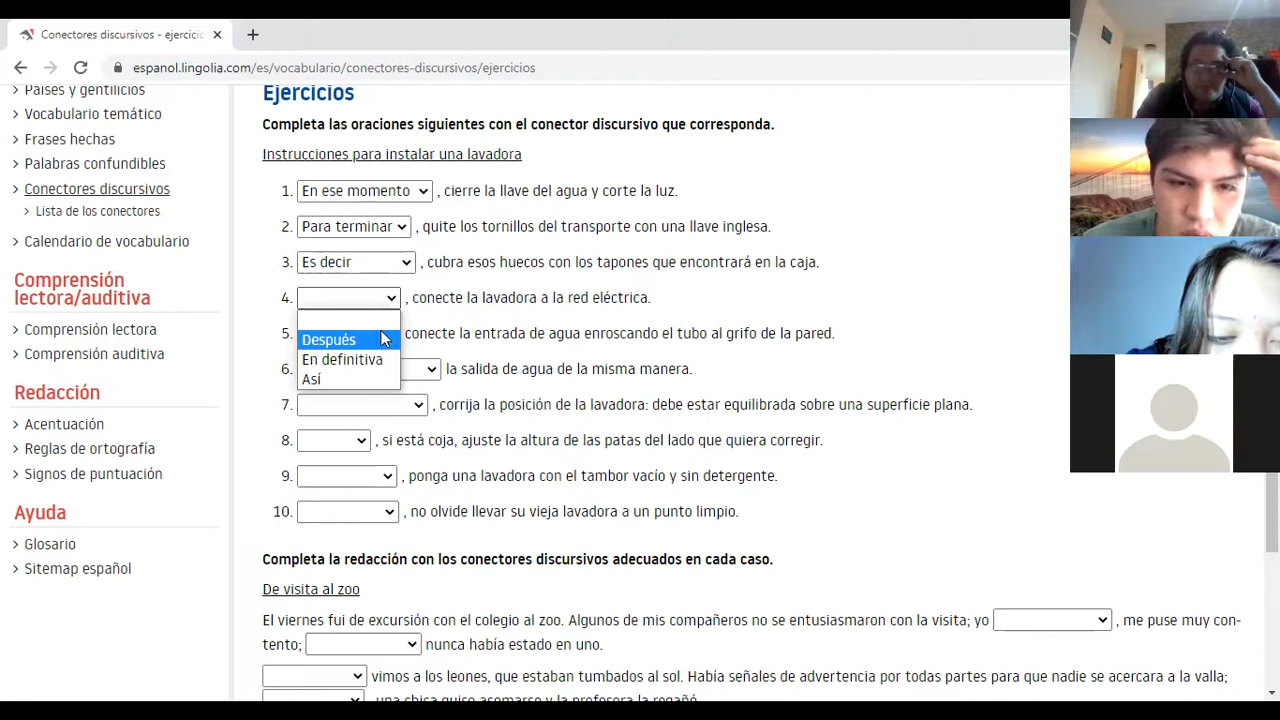 Conectores discursivos - ejercicio
espanol.lingolia.com/es/vocabulario/conectores-discursivos/ejercicios
Países y gentilicios
Vocabulario temático
Frases hechas
Palabras confundibles
Conectores discursivos
Lista de los conectores
Calendario de vocabulario
Comprensión
lectora/auditiva
Comprensión lectora
Comprensión auditiva
Redacción
Acentuación
Reglas de ortografía
Signos de puntuación
Ayuda
Glosario
Sitemap español
Ejercicios
Completa las oraciones siguientes con el conector discursivo que corresponda.
Instrucciones para instalar una lavadora
1. En ese momento , cierre la llave del agua y corte la luz.
2. Para terminar , quite los tornillos del transporte con una llave inglesa.
3. Es decir , cubra esos huecos con los tapones que encontrará en la caja.
4. , conecte la lavadora a la red eléctrica.
Después
En definitiva
Así
5. conecte la entrada de agua enroscando el tubo al grifo de la pared.
6. la salida de agua de la misma manera.
7. , corrija la posición de la lavadora: debe estar equilibrada sobre una superficie plana.
8. , si está coja, ajuste la altura de las patas del lado que quiera corregir.
9. , ponga una lavadora con el tambor vacío y sin detergente.
10. , no olvide llevar su vieja lavadora a un punto limpio.
Completa la redacción con los conectores discursivos adecuados en cada caso.
De visita al zoo
El viernes fui de excursión con el colegio al zoo. Algunos de mis compañeros no se entusiasmaron con la visita; yo , me puse muy con-
tento; nunca había estado en uno.
vimos a los leones, que estaban tumbados al sol. Había señales de advertencia por todas partes para que nadie se acercara a la valla;
, una chica quiso asomarse y la profesora la regañó.